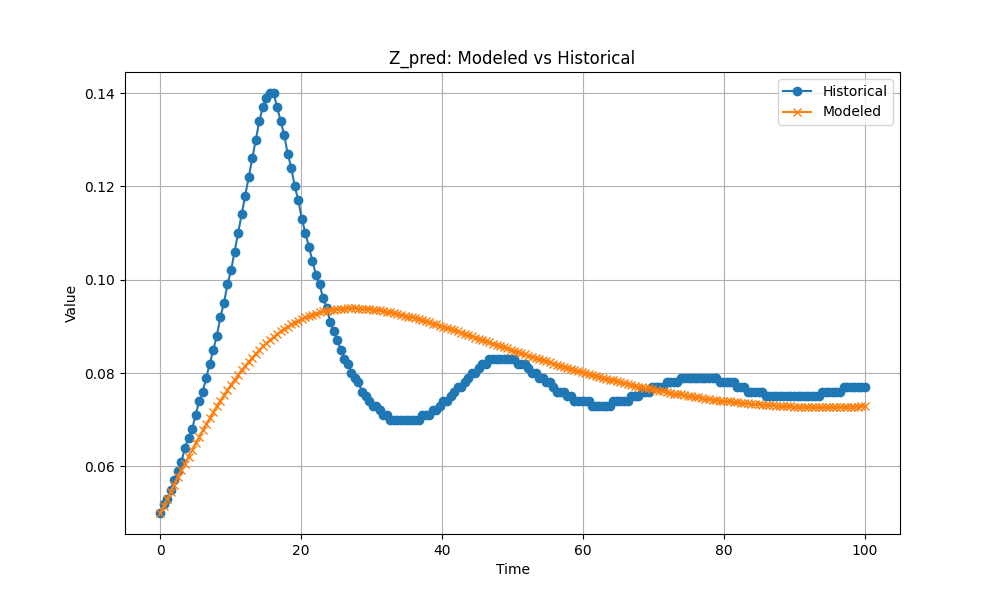 Z_pred: Modeled vs Historical
Historical
Modeled
Value
0.14
0.12
0.10
0.08
0.06
0 20 40 60 80 100
Time